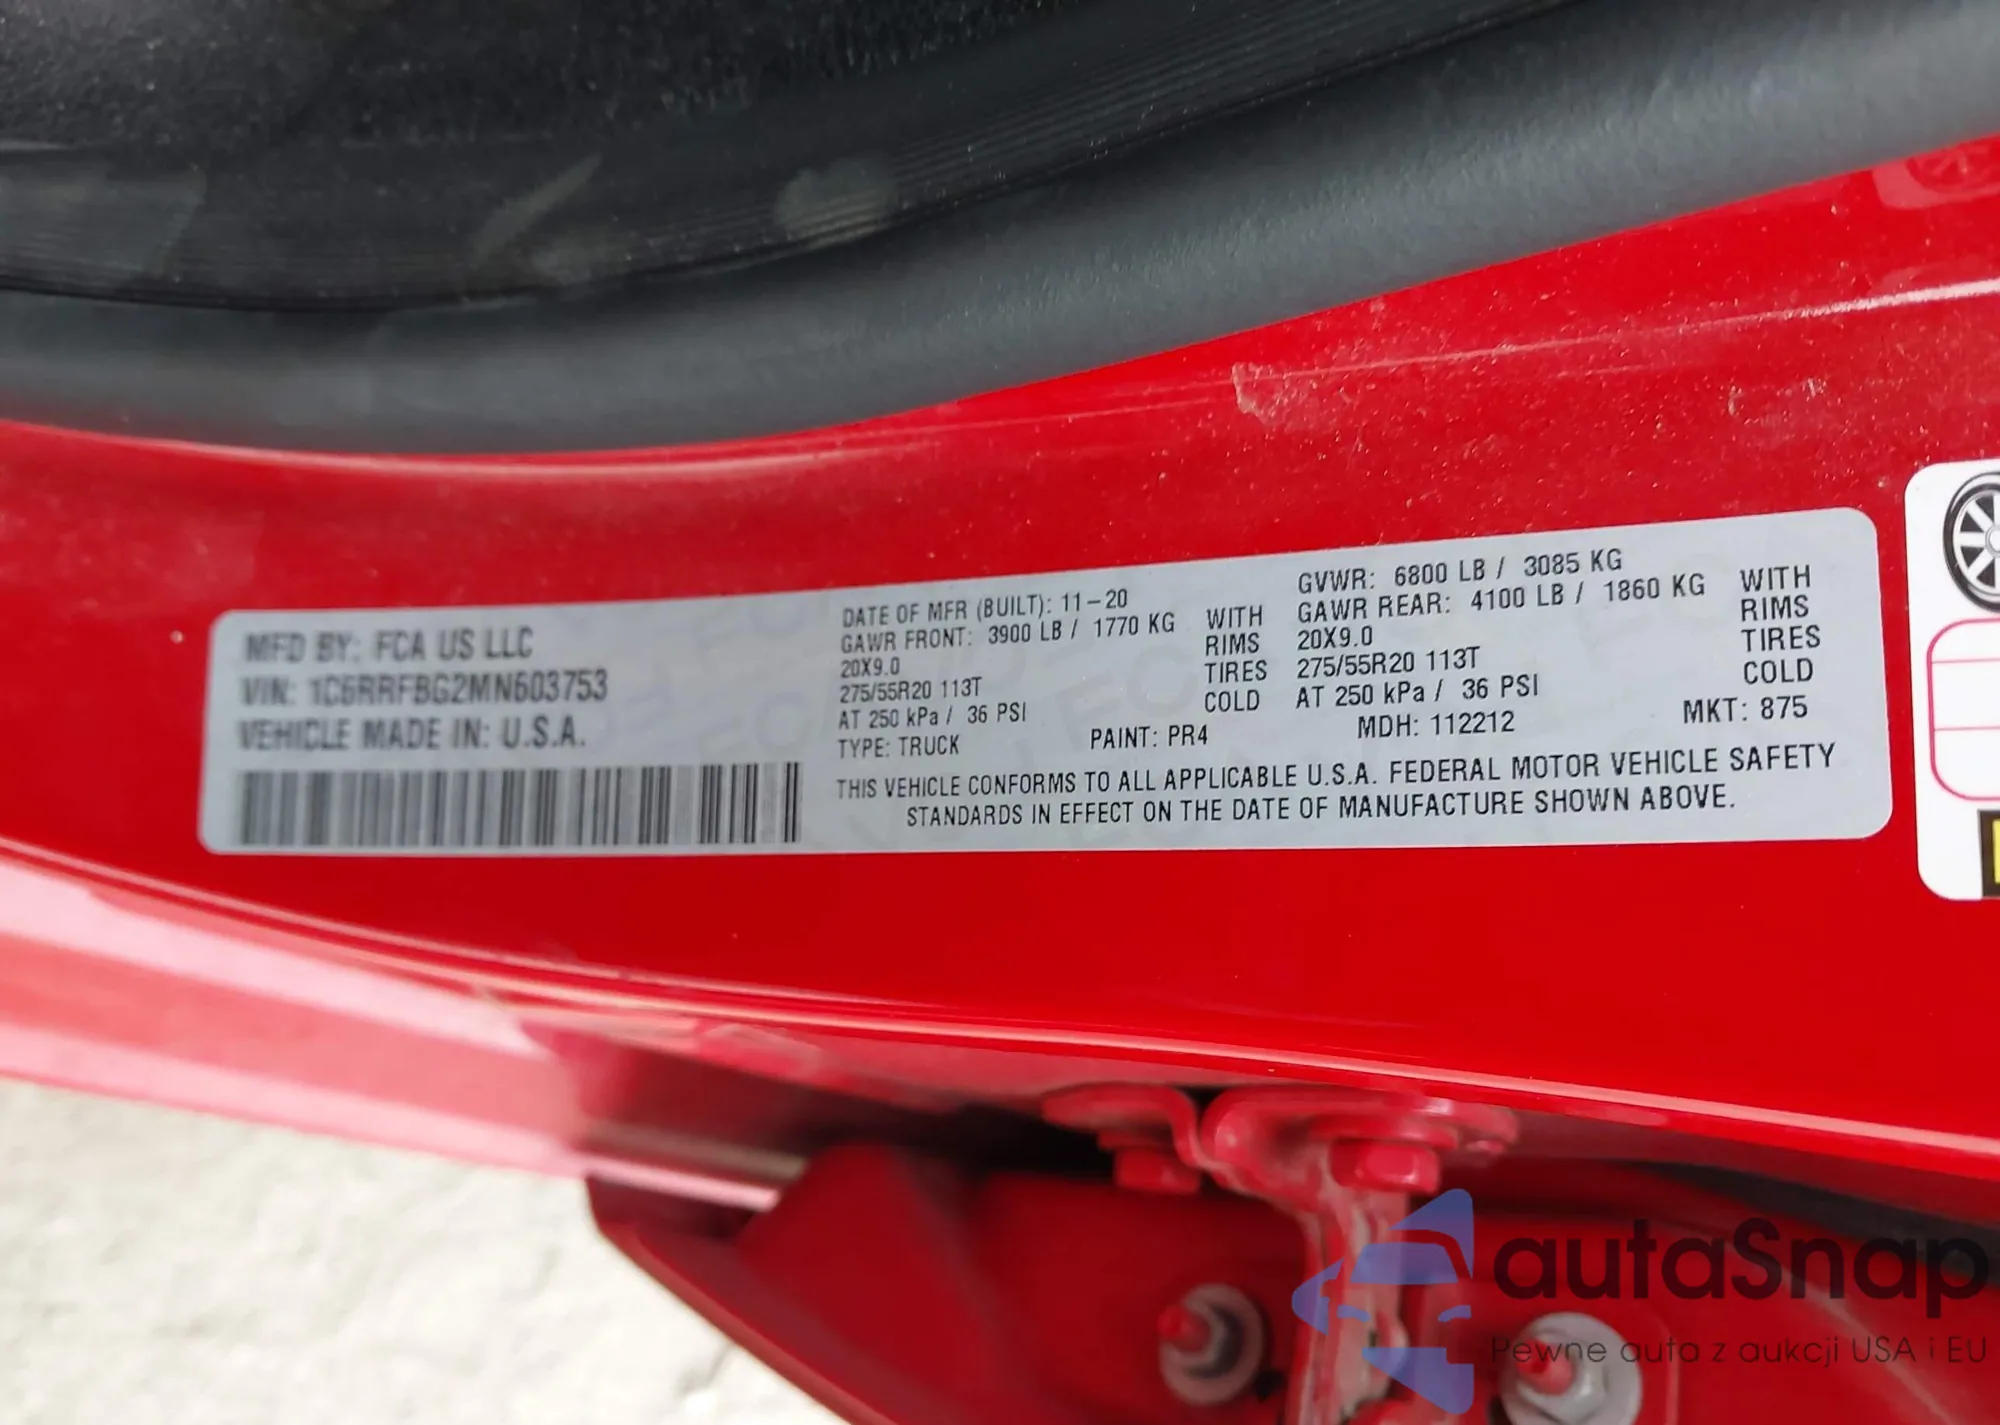 MFD BY: FCA US LLC
VIN: 1C6RRFBG2MN603753
VEHICLE MADE IN: U.S.A.
DATE OF MFR (BUILT): 11-20
GAWR FRONT: 3900 LB / 1770 KG WITH
20X9.0 RIMS
275/55R20 113T TIRES
AT 250 kPa / 36 PSI COLD
TYPE: TRUCK
GVWR: 6800 LB / 3085 KG
GAWR REAR: 4100 LB / 1860 KG WITH
20X9.0 RIMS
275/55R20 113T TIRES
AT 250 kPa / 36 PSI COLD
PAINT: PR4 MDH: 112212 MKT: 875
THIS VEHICLE CONFORMS TO ALL APPLICABLE U.S.A. FEDERAL MOTOR VEHICLE SAFETY
STANDARDS IN EFFECT ON THE DATE OF MANUFACTURE SHOWN ABOVE.
autaSnap
Pewne auta z aukcji USA i EU